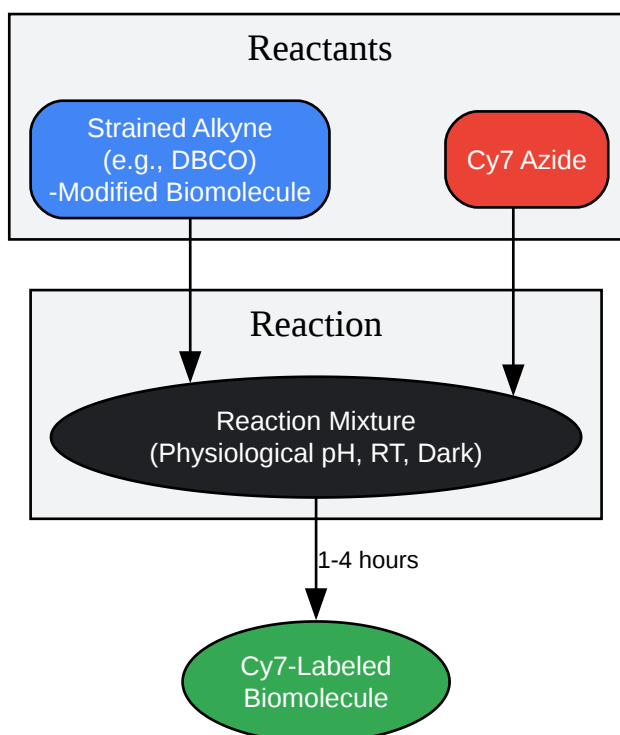 Reactants
Strained Alkyne
(e.g., DBCO)
-Modified Biomolecule
Cy7 Azide
Reaction
Reaction Mixture
(Physiological pH, RT, Dark)
1-4 hours
Cy7-Labeled
Biomolecule